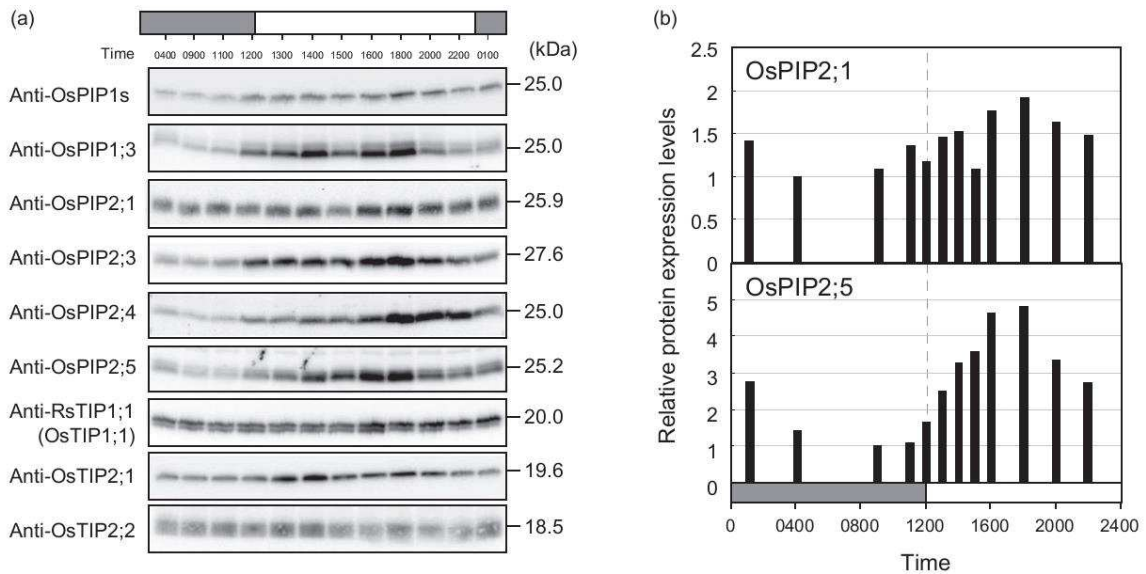 (a)
Time 0400 0900 1100 1200 1300 1400 1500 1600 1800 2000 2200 0100 (kDa)
Anti-OsPIP1s 25.0
Anti-OsPIP1;3 25.0
Anti-OsPIP2;1 25.9
Anti-OsPIP2;3 27.6
Anti-OsPIP2;4 25.0
Anti-OsPIP2;5 25.2
Anti-RsTIP1;1 20.0
(OsTIP1;1)
Anti-OsTIP2;1 19.6
Anti-OsTIP2;2 18.5
(b)
Relative protein expression levels
2.5
OsPIP2;1
2
1.5
1
0.5
0
OsPIP2;5
5
4
3
2
1
0
0 0400 0800 1200 1600 2000 2400
Time